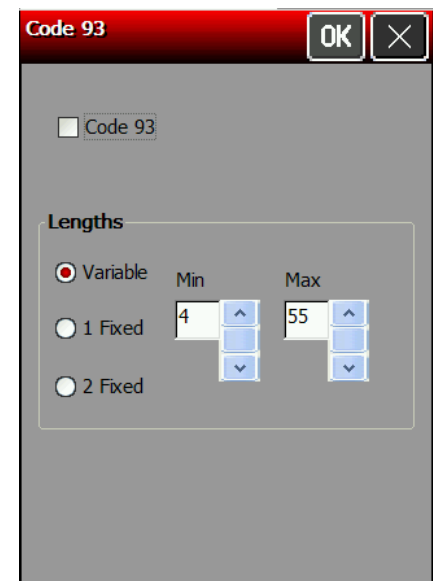 Code 93
OK
Code 93
Lengths
Variable
Min
Max
4
55
1 Fixed
2 Fixed